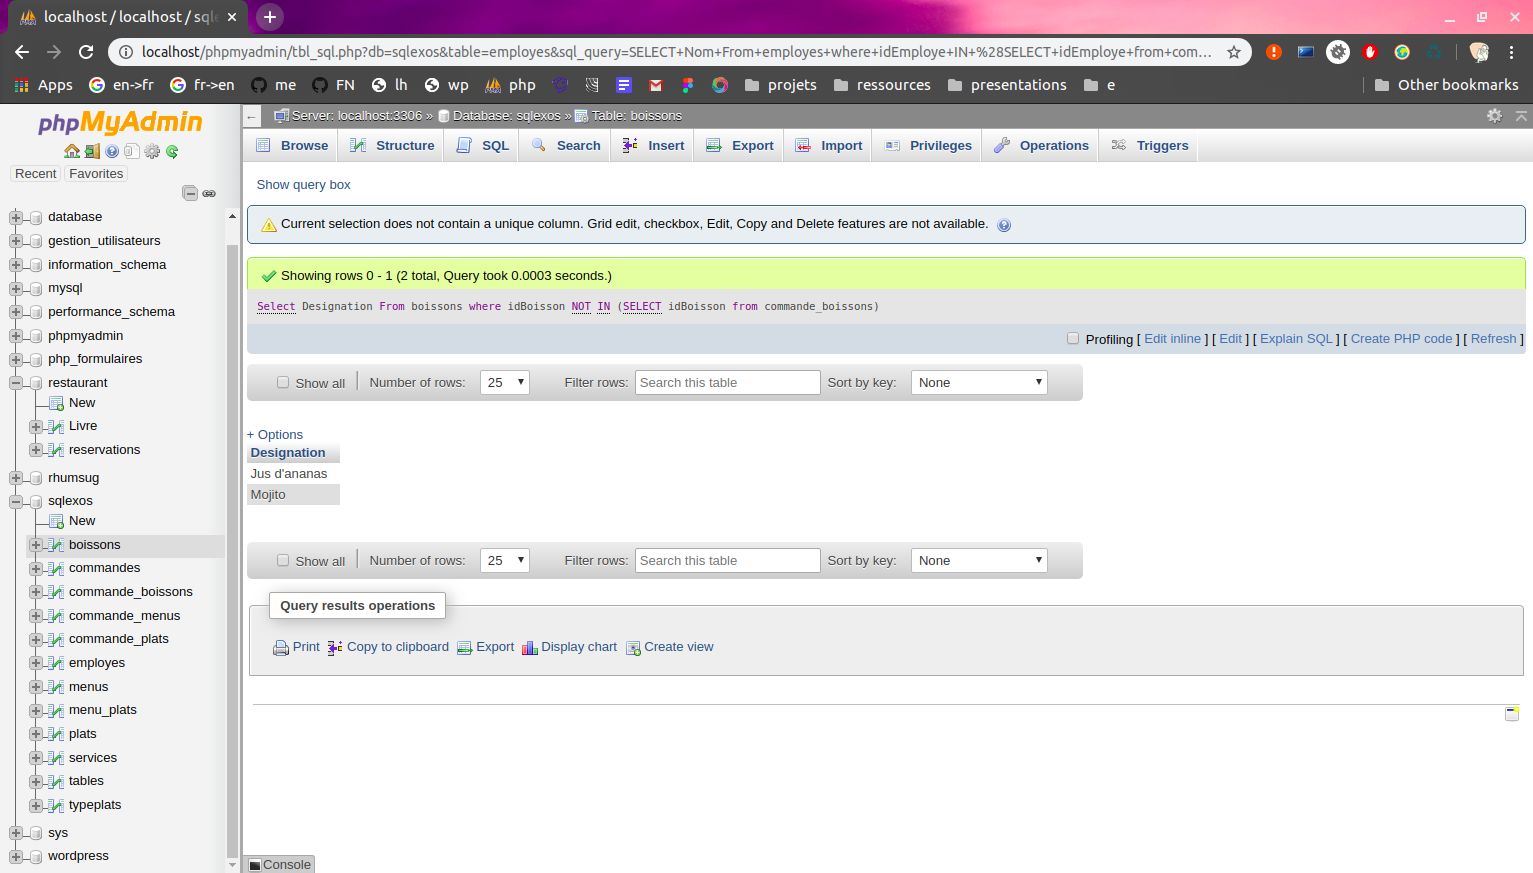 localhost / localhost / sqle
localhost/phpmyadmin/tbl_sql.php?db=sqlexos&table=employes&sql_query=SELECT+Nom+From+employes+where+idEmploye+IN+%28SELECT+idEmploye+from+com...
Apps
en->fr
fr->en
me
FN
lh
wp
php
projets
ressources
presentations
e
Other bookmarks
phpMyAdmin
Recent
Favorites
database
gestion_utilisateurs
information_schema
mysql
performance_schema
phpmyadmin
php_formulaires
restaurant
New
Livre
reservations
rhumsug
sqlexos
New
boissons
commandes
commande_boissons
commande_menus
commande_plats
employes
menus
menu_plats
plats
services
tables
typeplats
sys
wordpress
Server: localhost:3306 » Database: sqlexos » Table: boissons
Browse
Structure
SQL
Search
Insert
Export
Import
Privileges
Operations
Triggers
Show query box
Current selection does not contain a unique column. Grid edit, checkbox, Edit, Copy and Delete features are not available.
Showing rows 0 - 1 (2 total, Query took 0.0003 seconds.)
Select Designation From boissons where idBoisson NOT IN (SELECT idBoisson from commande_boissons)
Profiling [ Edit inline ] [ Edit ] [ Explain SQL ] [ Create PHP code ] [ Refresh ]
Show all
Number of rows:
25
Filter rows:
Search this table
Sort by key:
None
+ Options
Designation
Jus d'ananas
Mojito
Show all
Number of rows:
25
Filter rows:
Search this table
Sort by key:
None
Query results operations
Print
Copy to clipboard
Export
Display chart
Create view
Console